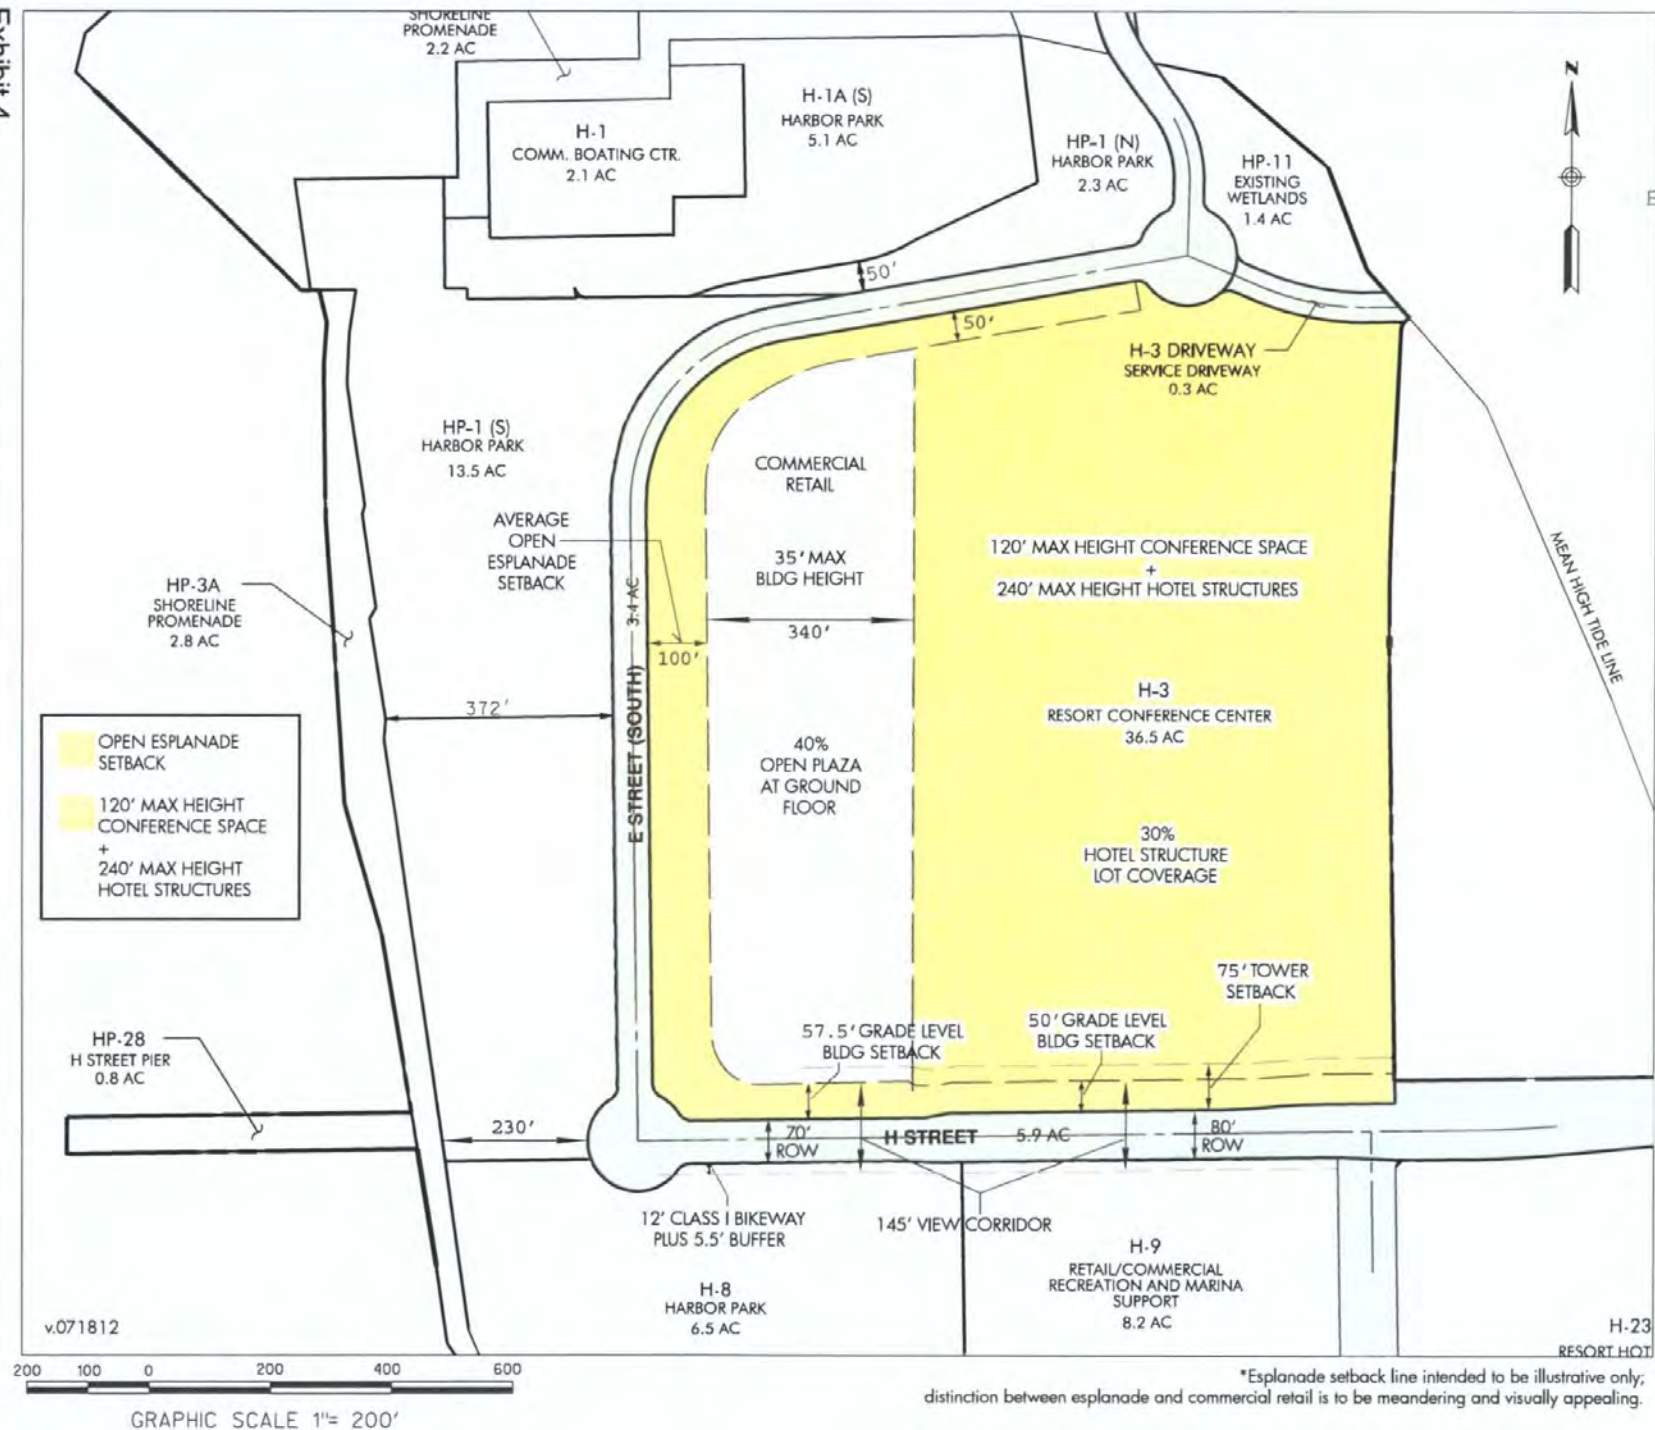 Exhibit 4
SHORELINE
PROMENADE
2.2 AC
H-1
COMM. BOATING CTR.
2.1 AC
H-1A (S)
HARBOR PARK
5.1 AC
HP-1 (N)
HARBOR PARK
2.3 AC
HP-11
EXISTING
WETLANDS
1.4 AC
N
50'
50'
H-3 DRIVEWAY
SERVICE DRIVEWAY
0.3 AC
HP-1 (S)
HARBOR PARK
13.5 AC
COMMERCIAL
RETAIL
AVERAGE
OPEN
ESPLANADE
SETBACK
35' MAX
BLDG HEIGHT
340'
120' MAX HEIGHT CONFERENCE SPACE
+
240' MAX HEIGHT HOTEL STRUCTURES
MEAN HIGH TIDE LINE
HP-3A
SHORELINE
PROMENADE
2.8 AC
3.4 AC
E STREET (SOUTH)
100'
372'
H-3
RESORT CONFERENCE CENTER
36.5 AC
OPEN ESPLANADE
SETBACK
120' MAX HEIGHT
CONFERENCE SPACE
+
240' MAX HEIGHT
HOTEL STRUCTURES
40%
OPEN PLAZA
AT GROUND
FLOOR
30%
HOTEL STRUCTURE
LOT COVERAGE
75' TOWER
SETBACK
57.5' GRADE LEVEL
BLDG SETBACK
50' GRADE LEVEL
BLDG SETBACK
HP-28
H STREET PIER
0.8 AC
230'
70'
ROW
H STREET 5.9 AC
80'
ROW
12' CLASS I BIKEWAY
PLUS 5.5' BUFFER
145' VIEW CORRIDOR
H-8
HARBOR PARK
6.5 AC
H-9
RETAIL/COMMERCIAL
RECREATION AND MARINA
SUPPORT
8.2 AC
H-23
RESORT HOT
v.071812
200 100 0 200 400 600
GRAPHIC SCALE 1"= 200'
*Esplanade setback line intended to be illustrative only;
distinction between esplanade and commercial retail is to be meandering and visually appealing.